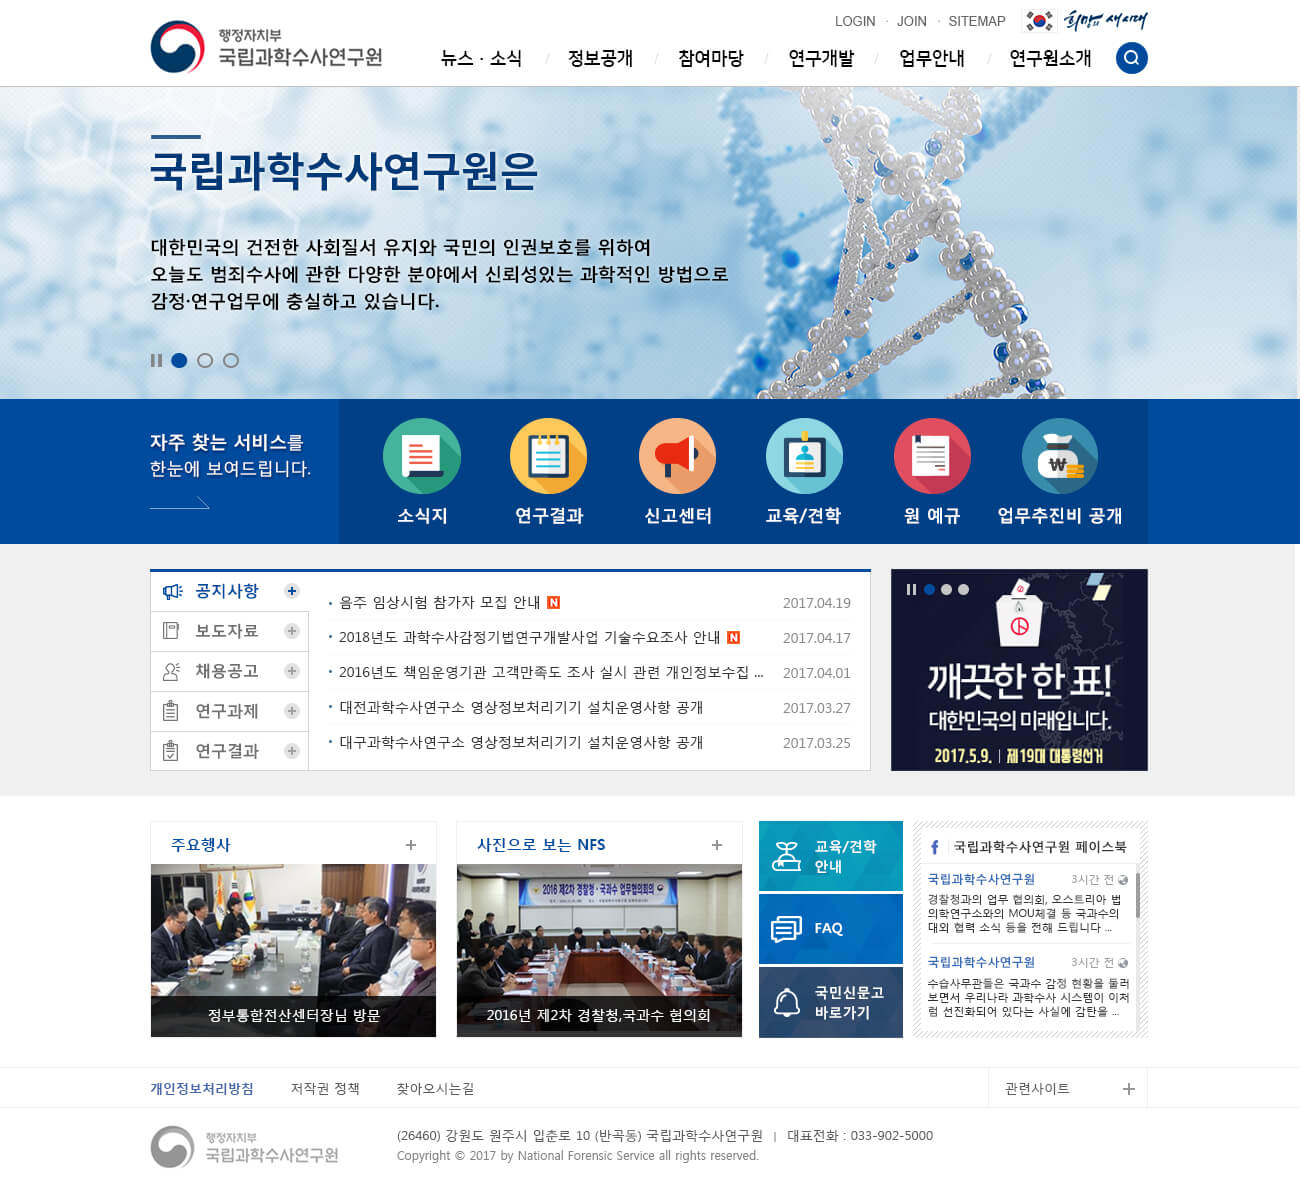 행정자치부
국립과학수사연구원
LOGIN · JOIN · SITEMAP
희망의 새 시대
뉴스 · 소식 / 정보공개 / 참여마당 / 연구개발 / 업무안내 / 연구원소개
국립과학수사연구원은
대한민국의 건전한 사회질서 유지와 국민의 인권보호를 위하여
오늘도 범죄수사에 관한 다양한 분야에서 신뢰성있는 과학적인 방법으로
감정·연구업무에 충실하고 있습니다.
자주 찾는 서비스를
한눈에 보여드립니다.
소식지
연구결과
신고센터
교육/견학
원 예규
₩
업무추진비 공개
공지사항
보도자료
채용공고
연구과제
연구결과
음주 임상시험 참가자 모집 안내 N 2017.04.19
2018년도 과학수사감정기법연구개발사업 기술수요조사 안내 N 2017.04.17
2016년도 책임운영기관 고객만족도 조사 실시 관련 개인정보수집 ... 2017.04.01
대전과학수사연구소 영상정보처리기기 설치운영사항 공개 2017.03.27
대구과학수사연구소 영상정보처리기기 설치운영사항 공개 2017.03.25
깨끗한 한 표!
대한민국의 미래입니다.
2017.5.9. | 제19대 대통령선거
주요행사
정부통합전산센터장님 방문
사진으로 보는 NFS
2016 제2차 경찰청·국과수 업무협의회의
2016년 제2차 경찰청,국과수 협의회
교육/견학
안내
FAQ
국민신문고
바로가기
f 국립과학수사연구원 페이스북
국립과학수사연구원 3시간 전
경찰청과의 업무 협의회, 오스트리아 법
의학연구소와의 MOU체결 등 국과수의
대외 협력 소식 등을 전해 드립니다 ...
국립과학수사연구원 3시간 전
수습사무관들은 국과수 감정 현황을 둘러
보면서 우리나라 과학수사 시스템이 이처
럼 선진화되어 있다는 사실에 감탄을 ...
개인정보처리방침 저작권 정책 찾아오시는길 관련사이트
행정자치부
국립과학수사연구원
(26460) 강원도 원주시 입춘로 10 (반곡동) 국립과학수사연구원 | 대표전화 : 033-902-5000
Copyright © 2017 by National Forensic Service all rights reserved.